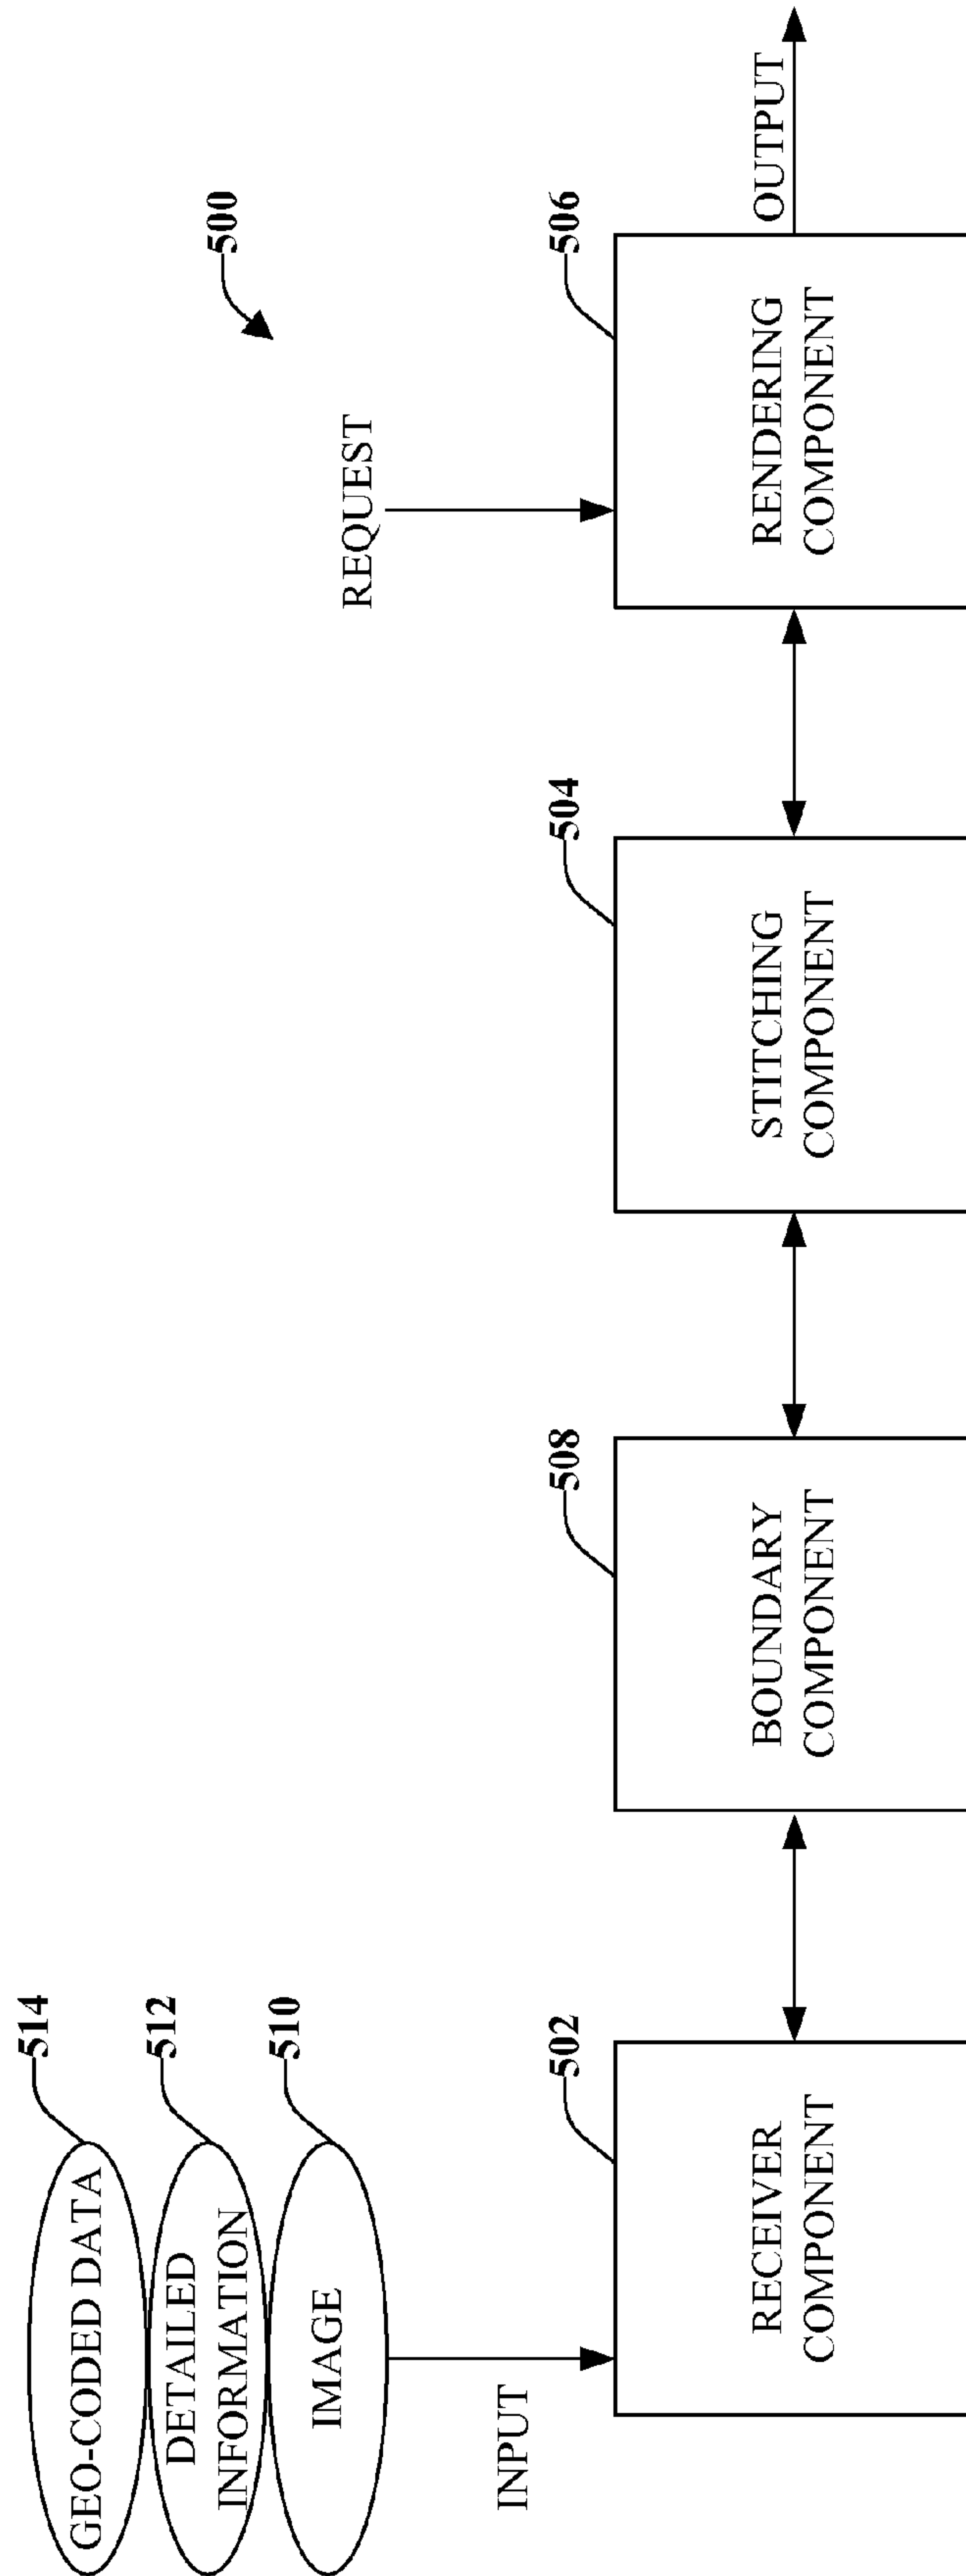 500
514
GEO-CODED DATA
512
DETAILED
INFORMATION
510
IMAGE
INPUT
REQUEST
502
RECEIVER
COMPONENT
508
BOUNDARY
COMPONENT
504
STITCHING
COMPONENT
506
RENDERING
COMPONENT
OUTPUT